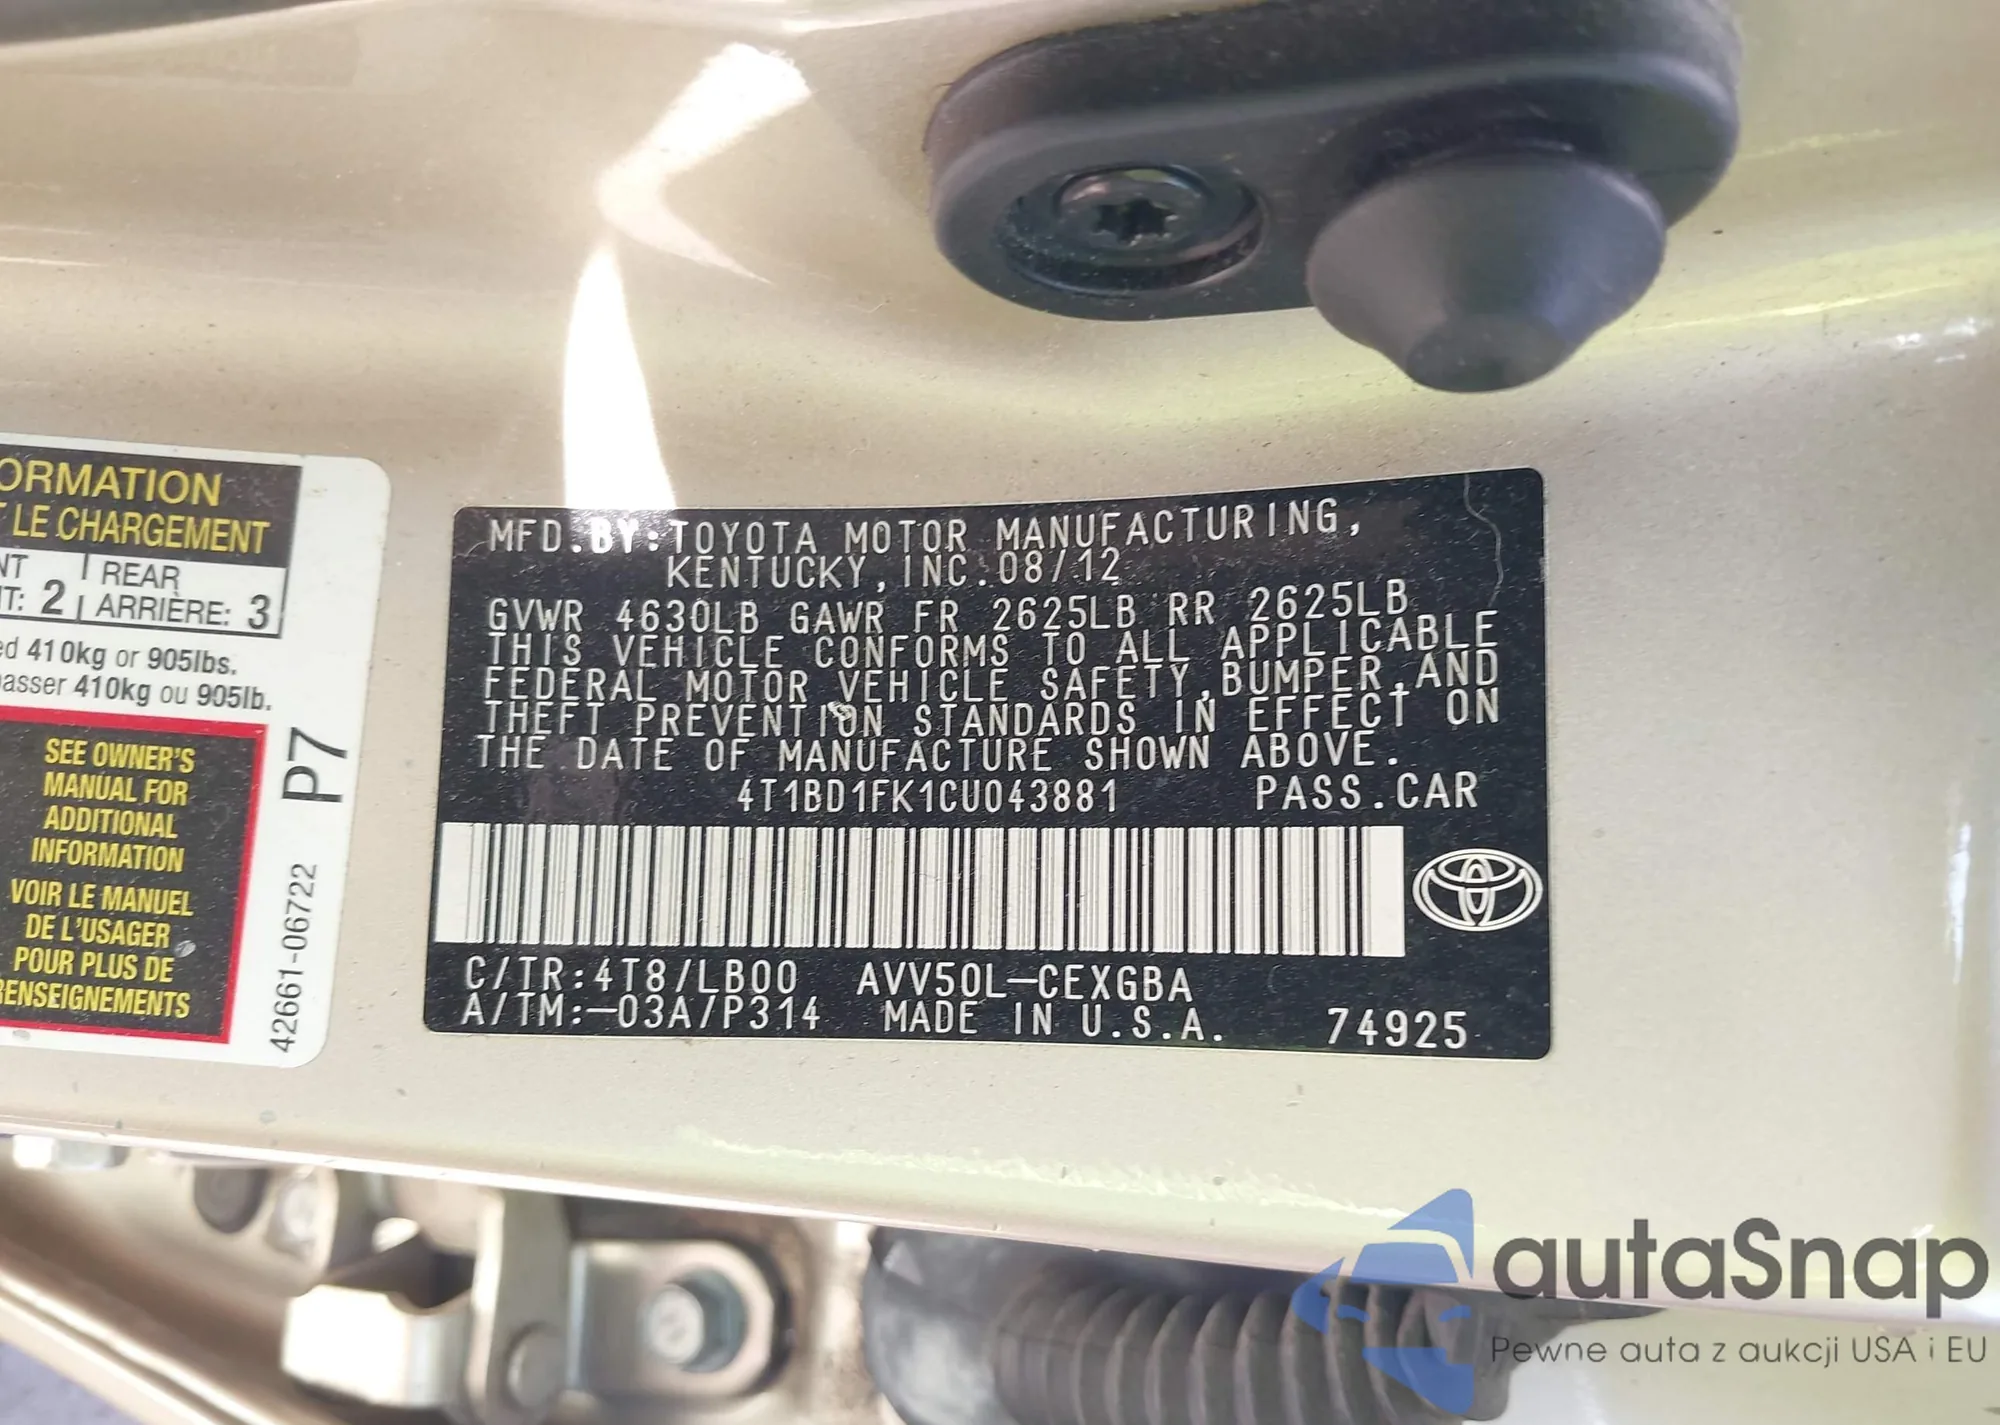 ORMATION
LE CHARGEMENT
NT | REAR
T: 2 | ARRIÈRE: 3
ed 410kg or 905lbs.
asser 410kg ou 905lb.
SEE OWNER'S
MANUAL FOR
ADDITIONAL
INFORMATION
VOIR LE MANUEL
DE L'USAGER
POUR PLUS DE
RENSEIGNEMENTS
P7
42661-06722
MFD.BY:TOYOTA MOTOR MANUFACTURING,
KENTUCKY,INC.08/12
GVWR 4630LB GAWR FR 2625LB RR 2625LB
THIS VEHICLE CONFORMS TO ALL APPLICABLE
FEDERAL MOTOR VEHICLE SAFETY,BUMPER,AND
THEFT PREVENTION STANDARDS IN EFFECT ON
THE DATE OF MANUFACTURE SHOWN ABOVE.
4T1BD1FK1CU043881 PASS.CAR
C/TR:4T8/LB00 AVV50L-CEXGBA
A/TM:-03A/P314 MADE IN U.S.A. 74925
autaSnap
Pewne auta z aukcji USA i EU